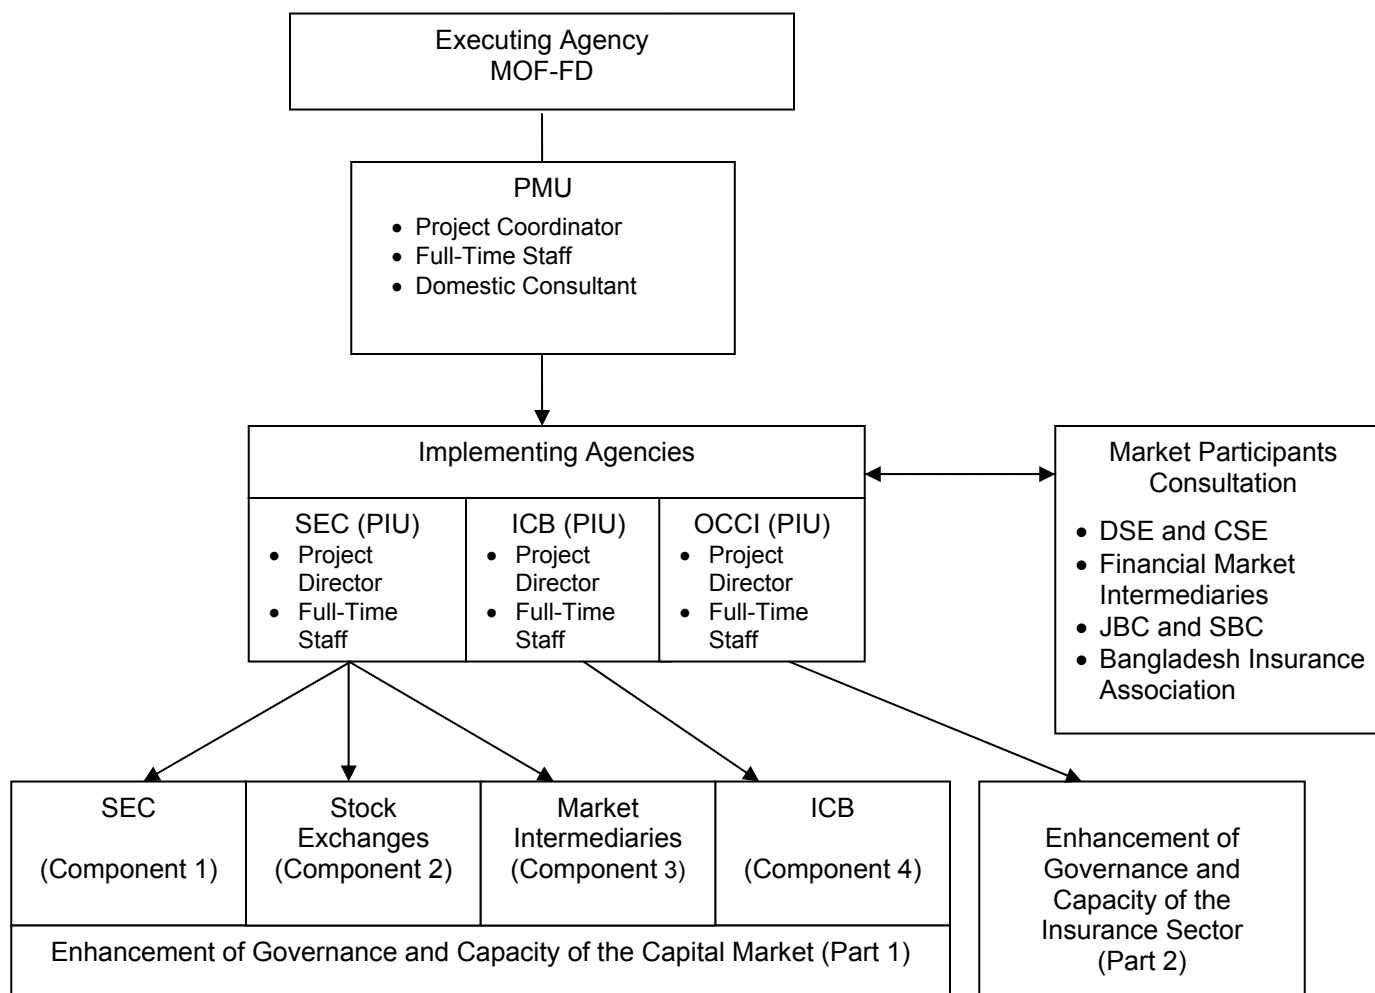 Executing Agency
MOF-FD
PMU
• Project Coordinator
• Full-Time Staff
• Domestic Consultant
Implementing Agencies
SEC (PIU)
• Project
Director
• Full-Time
Staff
ICB (PIU)
• Project
Director
• Full-Time
Staff
OCCI (PIU)
• Project
Director
• Full-Time
Staff
Market Participants
Consultation
• DSE and CSE
• Financial Market
Intermediaries
• JBC and SBC
• Bangladesh Insurance
Association
SEC
(Component 1)
Stock
Exchanges
(Component 2)
Market
Intermediaries
(Component 3)
ICB
(Component 4)
Enhancement of Governance and Capacity of the Capital Market (Part 1)
Enhancement of
Governance and
Capacity of the
Insurance Sector
(Part 2)